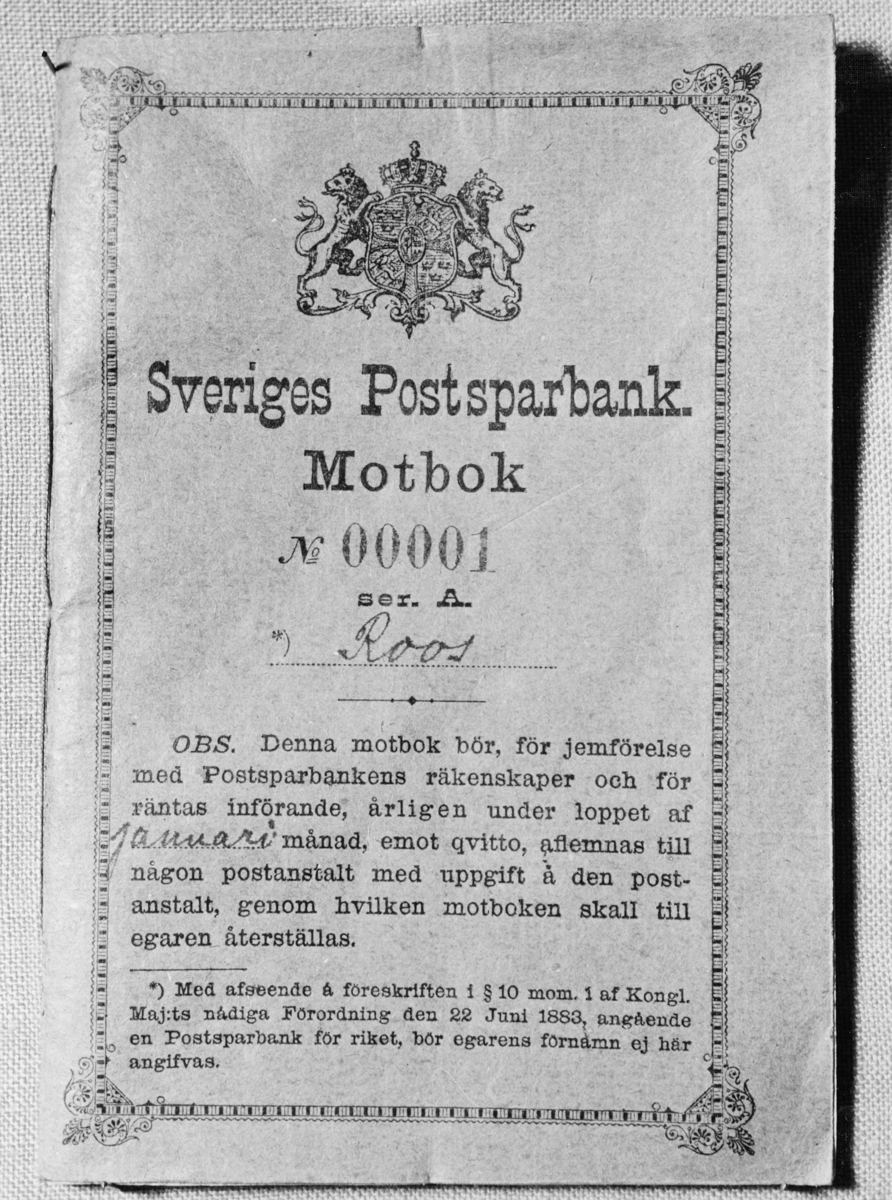 Sveriges Postsparbank.
Motbok
№ 00001
ser. A.
*) Roos
OBS. Denna motbok bör, för jemförelse
med Postsparbankens räkenskaper och för
räntas införande, årligen under loppet af
januari månad, emot qvitto, aflemnas till
någon postanstalt med uppgift å den post-
anstalt, genom hvilken motboken skall till
egaren återställas.
*) Med afseende å föreskriften i § 10 mom. 1 af Kongl.
Maj:ts nådiga Förordning den 22 Juni 1883, angående
en Postsparbank för riket, bör egarens förnamn ej här
angifvas.